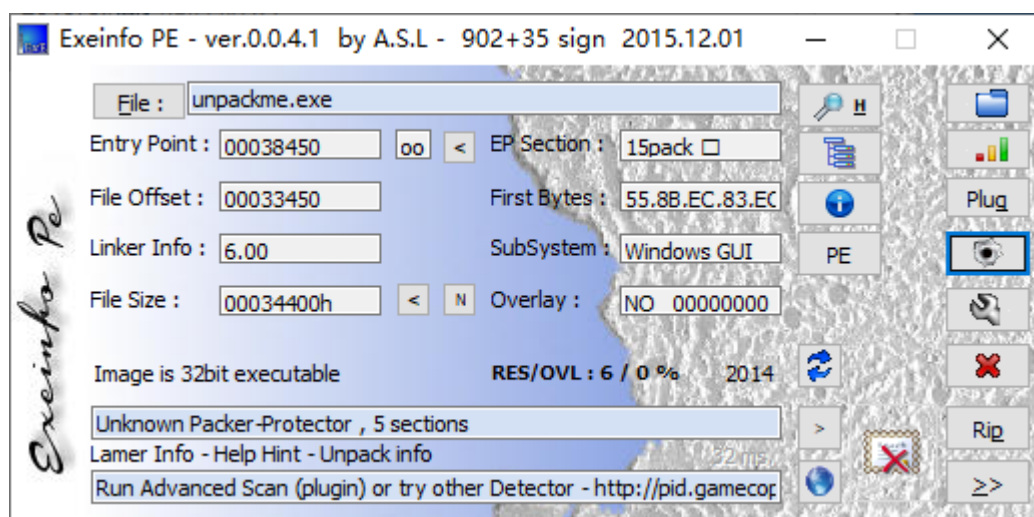 Exeinfo PE - ver.0.0.4.1 by A.S.L - 902+35 sign 2015.12.01
File : unpackme.exe H
Entry Point : 00038450 oo < EP Section : 15pack □
File Offset : 00033450 First Bytes : 55.8B.EC.83.EC Plug
Linker Info : 6.00 SubSystem : Windows GUI PE
File Size : 00034400h < N Overlay : NO 00000000
Image is 32bit executable RES/OVL : 6 / 0 % 2014
Exeinfo Pe
Unknown Packer-Protector , 5 sections > Rip
Lamer Info - Help Hint - Unpack info 32 ms.
Run Advanced Scan (plugin) or try other Detector - http://pid.gamecop >>